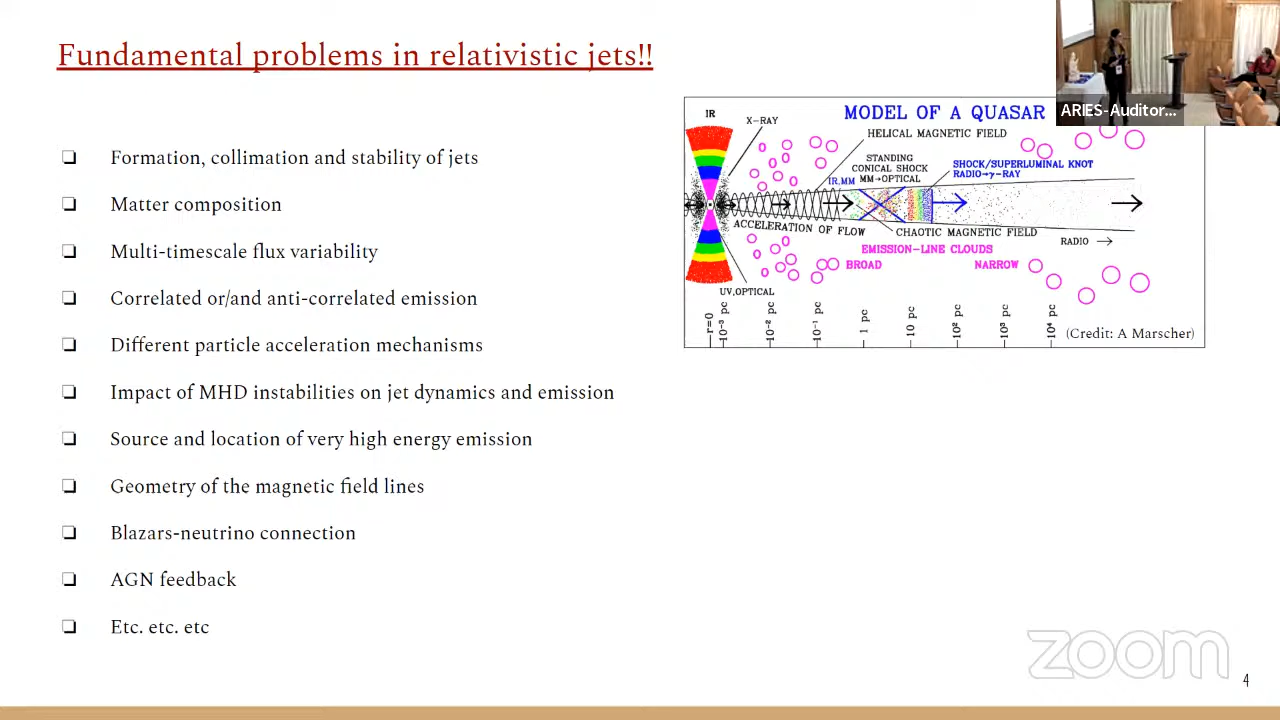 Fundamental problems in relativistic jets!!
ARIES-Auditor...
Formation, collimation and stability of jets
Matter composition
Multi-timescale flux variability
Correlated or/and anti-correlated emission
Different particle acceleration mechanisms
Impact of MHD instabilities on jet dynamics and emission
Source and location of very high energy emission
Geometry of the magnetic field lines
Blazars-neutrino connection
AGN feedback
Etc. etc. etc
MODEL OF A QUASAR
IR
X-RAY
HELICAL MAGNETIC FIELD
STANDING
CONICAL SHOCK
MM→OPTICAL
SHOCK/SUPERLUMINAL KNOT
RADIO→γ-RAY
IR,MM
ACCELERATION OF FLOW
CHAOTIC MAGNETIC FIELD
RADIO →
EMISSION-LINE CLOUDS
BROAD
NARROW
UV,OPTICAL
r=0
10⁻³ pc
10⁻² pc
10⁻¹ pc
1 pc
10 pc
10² pc
10³ pc
10⁴ pc
(Credit: A Marscher)
zoom
4